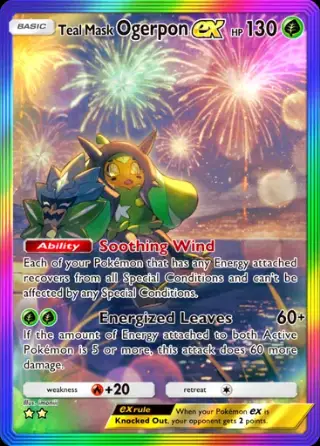 BASIC
Teal Mask Ogerpon ex HP 130
Ability Soothing Wind
Each of your Pokémon that has any Energy attached
recovers from all Special Conditions and can't be
affected by any Special Conditions.
Energized Leaves 60+
If the amount of Energy attached to both Active
Pokémon is 5 or more, this attack does 60 more
damage.
weakness +20 retreat
Illus.
ex rule When your Pokémon ex is
Knocked Out, your opponent gets 2 points.